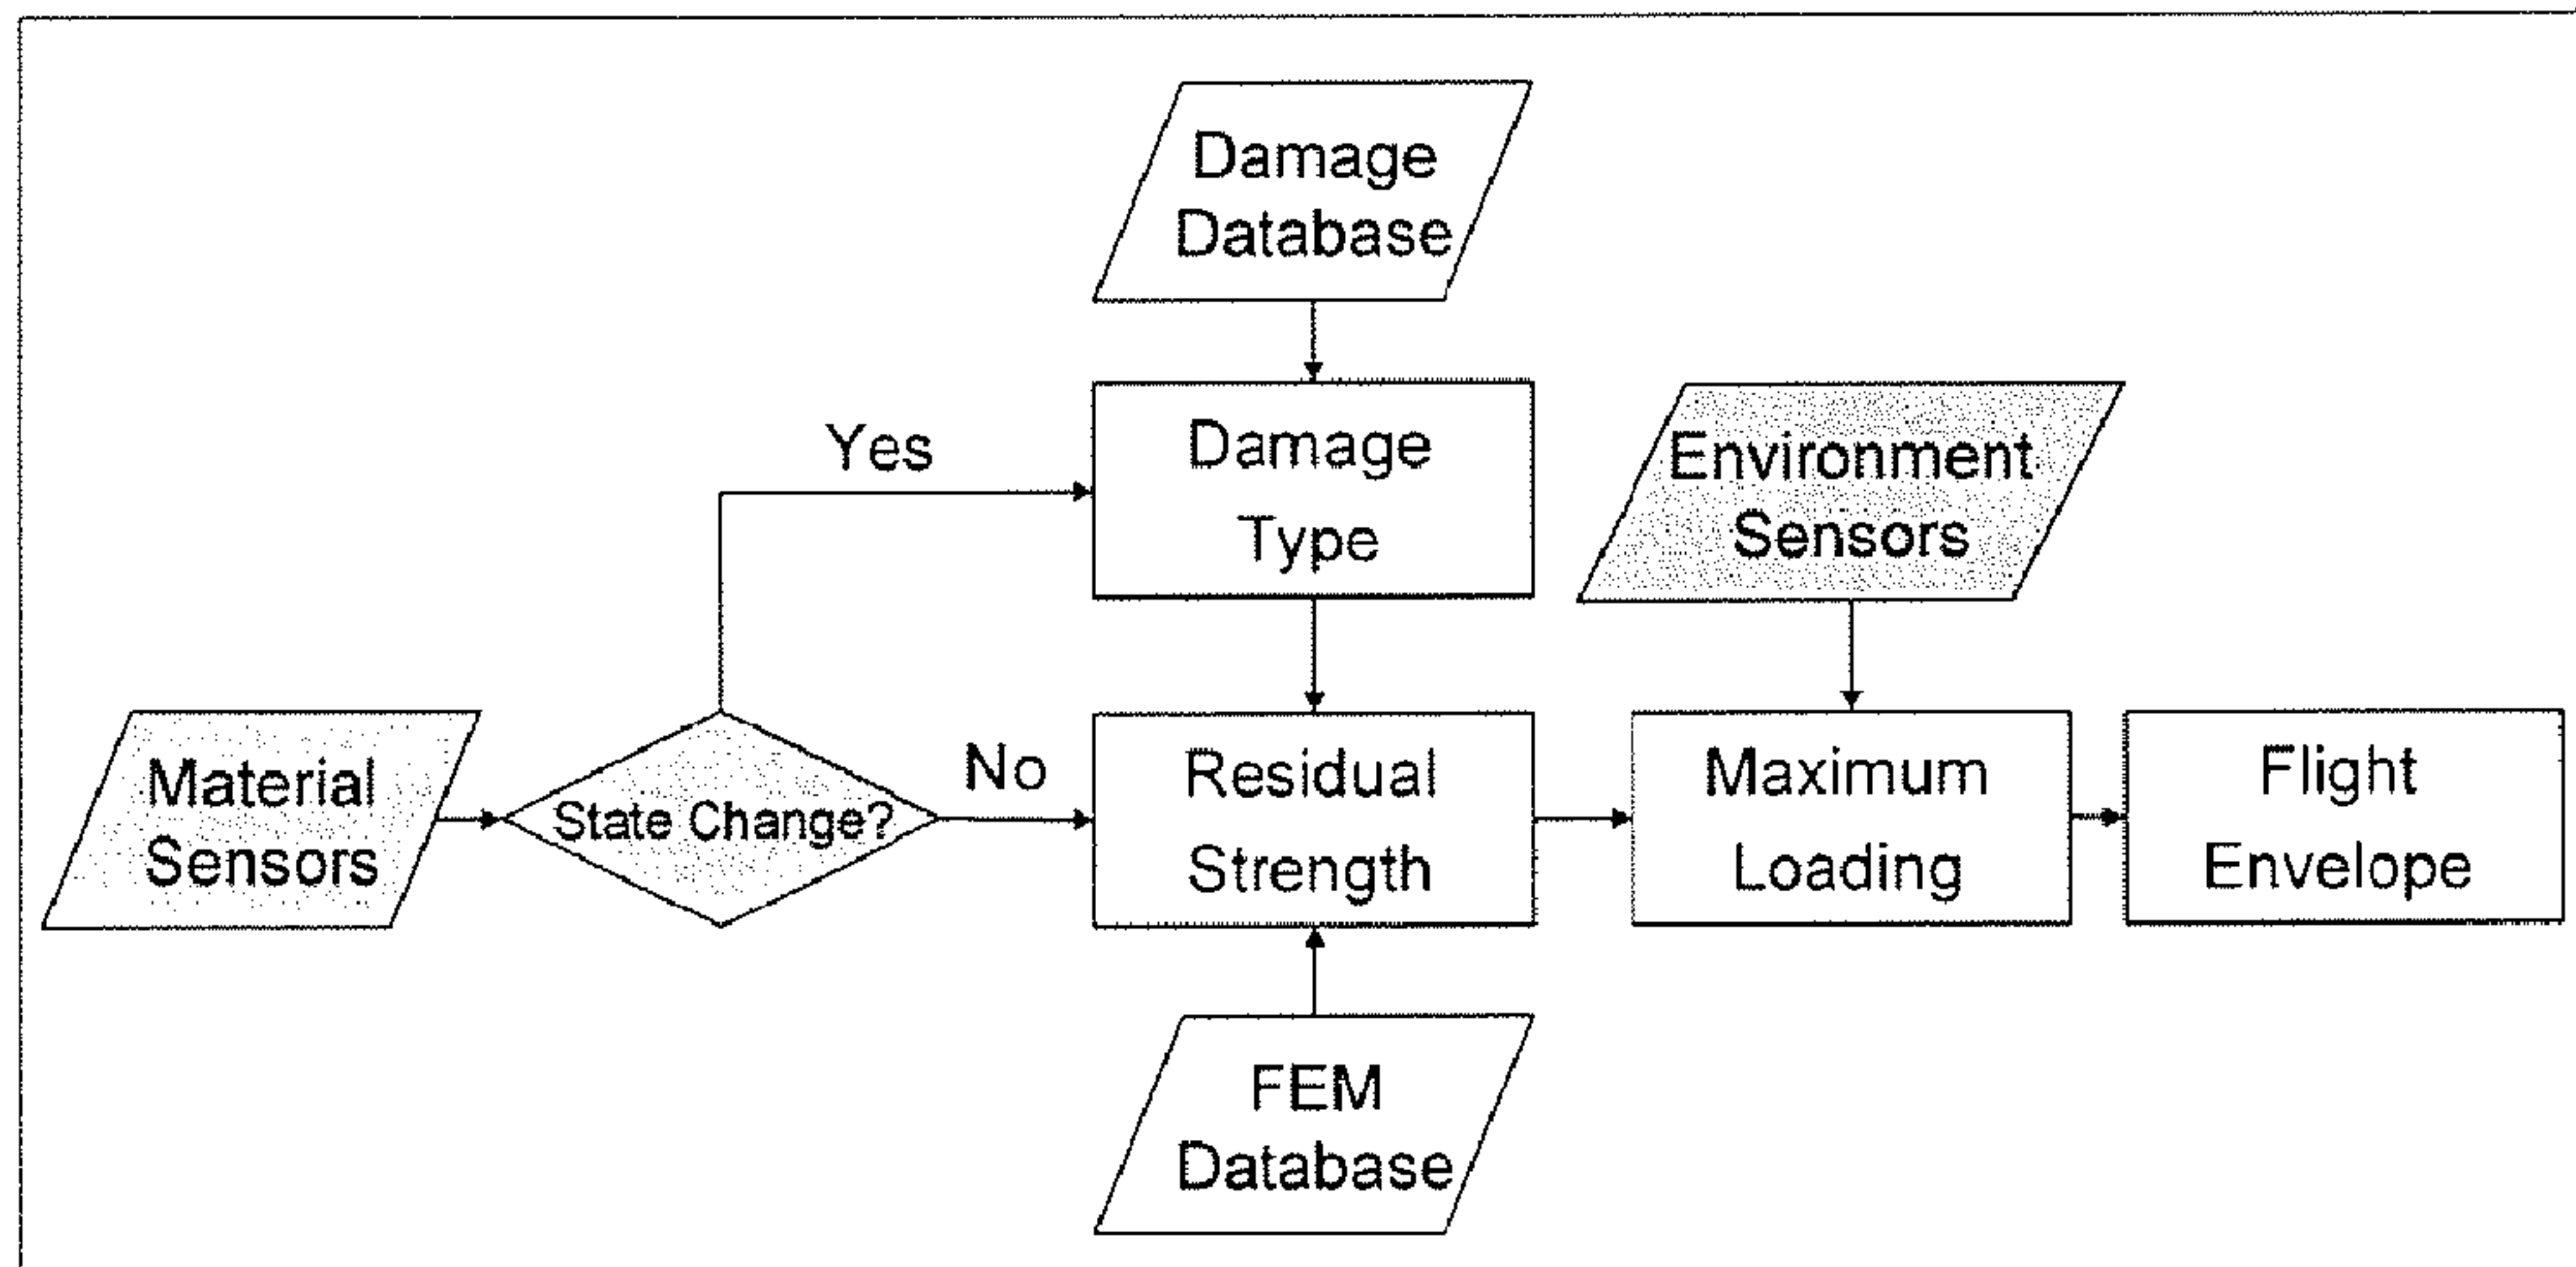 Damage
Database
Yes
Damage
Type
Environment
Sensors
Material
Sensors
State Change?
No
Residual
Strength
Maximum
Loading
Flight
Envelope
FEM
Database